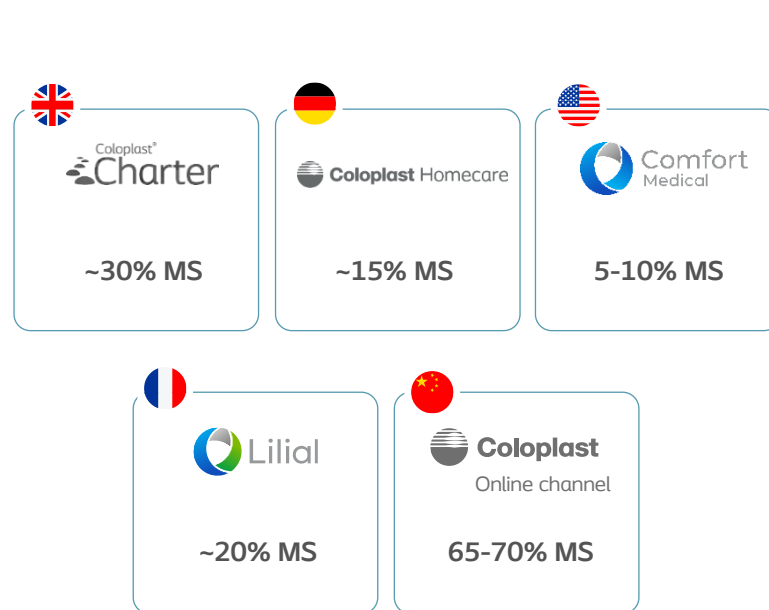 Coloplast®
Charter
~30% MS
Coloplast Homecare
~15% MS
Comfort
Medical
5-10% MS
Lilial
~20% MS
Coloplast
Online channel
65-70% MS